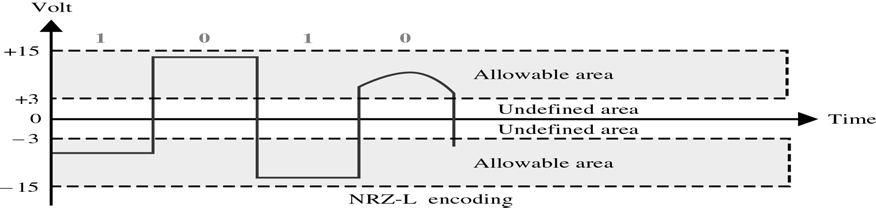 Volt
1 0 1 0
+15
Allowable area
+3
Undefined area
0
Time
Undefined area
−3
Allowable area
−15
NRZ-L encoding